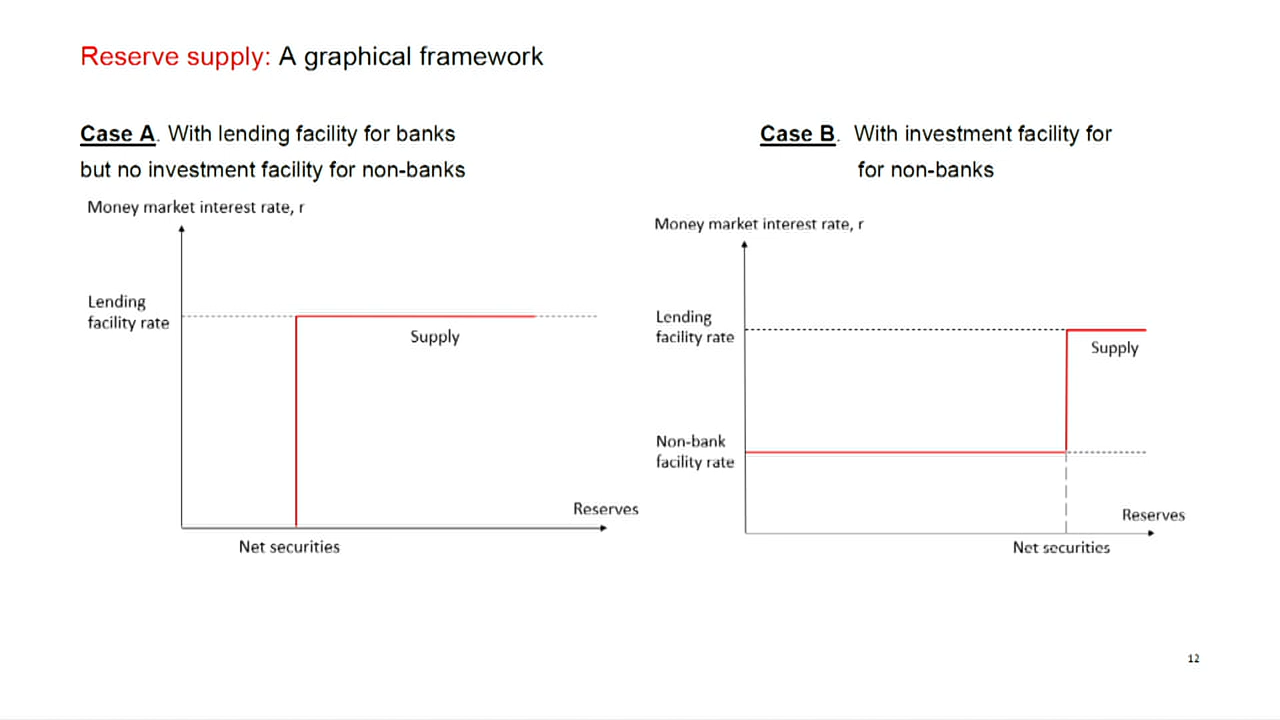 Reserve supply: A graphical framework
Case A. With lending facility for banks
but no investment facility for non-banks
Money market interest rate, r
Lending
facility rate
Supply
Reserves
Net securities
Case B. With investment facility for
for non-banks
Money market interest rate, r
Lending
facility rate
Supply
Non-bank
facility rate
Reserves
Net securities
12